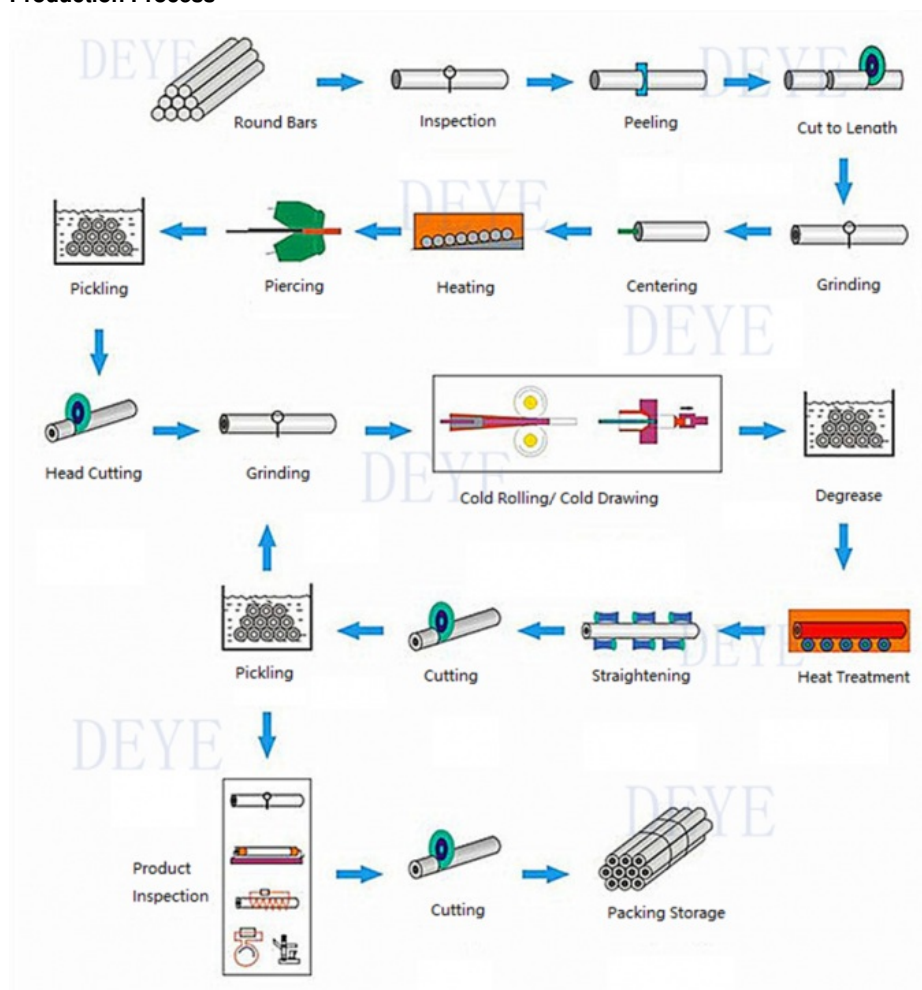 Production Process
DEYE
DEYE
Round Bars
Inspection
Peeling
Cut to Length
DEYE
Pickling
Piercing
Heating
Centering
Grinding
DEYE
Head Cutting
Grinding
DEYE
Cold Rolling/ Cold Drawing
Degrease
Pickling
Cutting
Straightening
DEYE
Heat Treatment
DEYE
DEYE
Product
Inspection
Cutting
Packing Storage